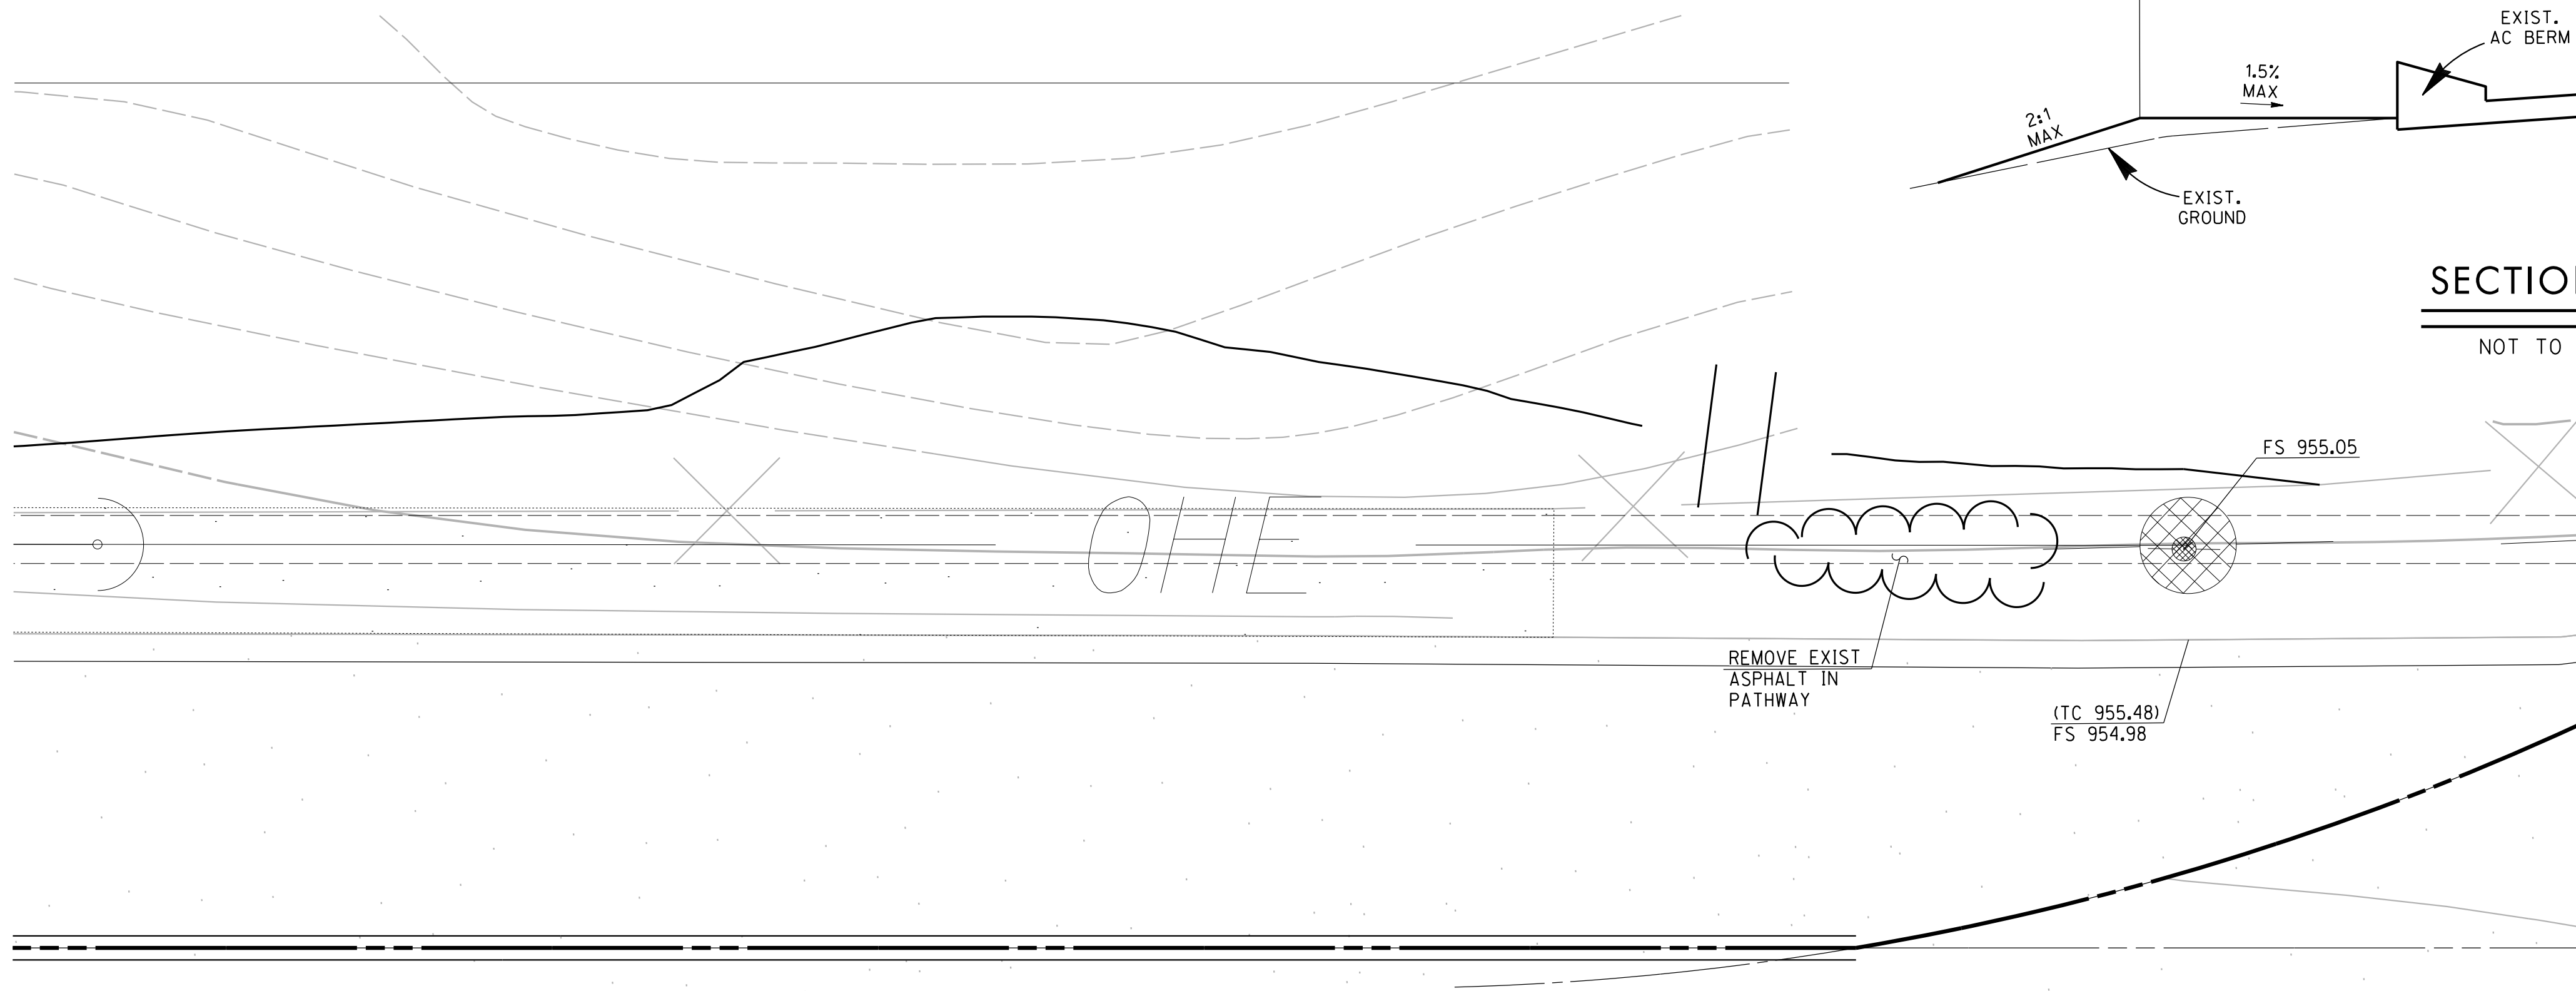 EXIST.
AC BERM
1.5%
MAX
2:1
MAX
EXIST.
GROUND
NOT TO
FS 955.05
OHE
REMOVE EXIST
ASPHALT IN
PATHWAY
(TC 955.48)
FS 954.98